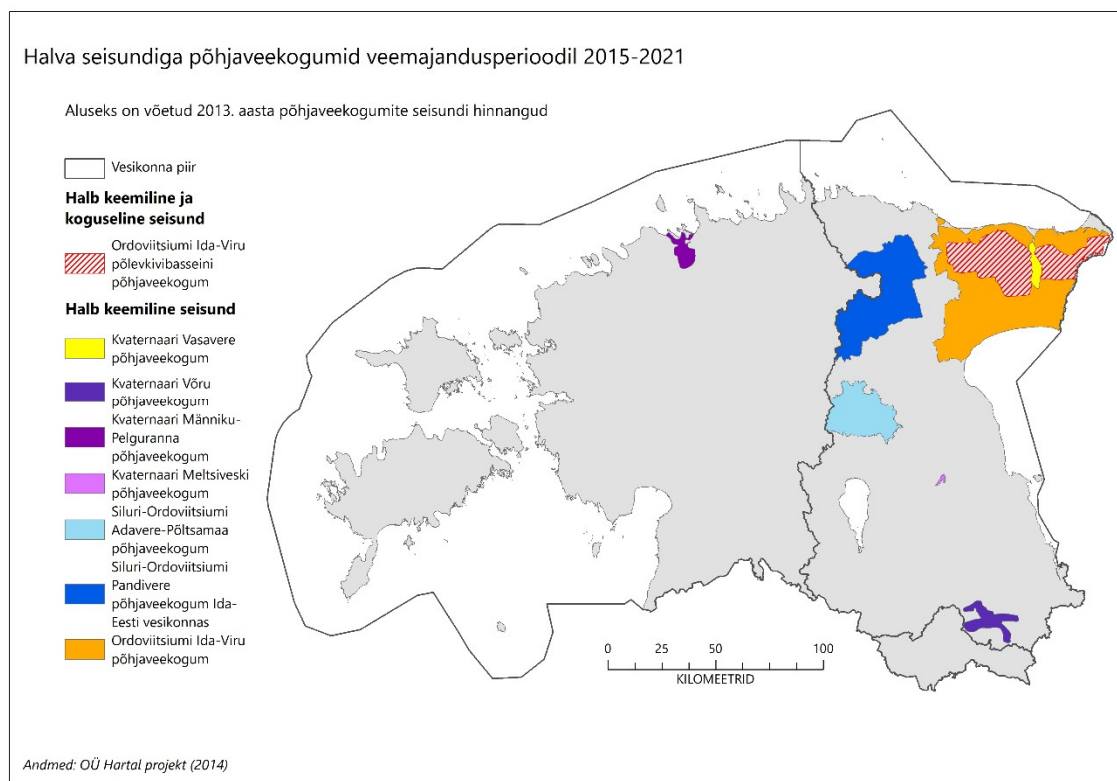 Halva seisundiga põhjaveekogumid veemajandusperioodil 2015-2021
Aluseks on võetud 2013. aasta põhjaveekogumite seisundi hinnangud
Vesikonna piir
Halb keemiline ja
koguseline seisund
Ordoviitsiumi Ida-Viru
põlevkivibasseini
põhjaveekogum
Halb keemiline seisund
Kvaternaari Vasavere
põhjaveekogum
Kvaternaari Võru
põhjaveekogum
Kvaternaari Männiku-
Pelguranna
põhjaveekogum
Kvaternaari Meltsiveski
põhjaveekogum
Siluri-Ordoviitsiumi
Adavere-Põltsamaa
põhjaveekogum
Siluri-Ordoviitsiumi
Pandivere
põhjaveekogum Ida-
Eesti vesikonnas
Ordoviitsiumi Ida-Viru
põhjaveekogum
0 25 50 100
KILOMEETRID
Andmed: OÜ Hartal projekt (2014)